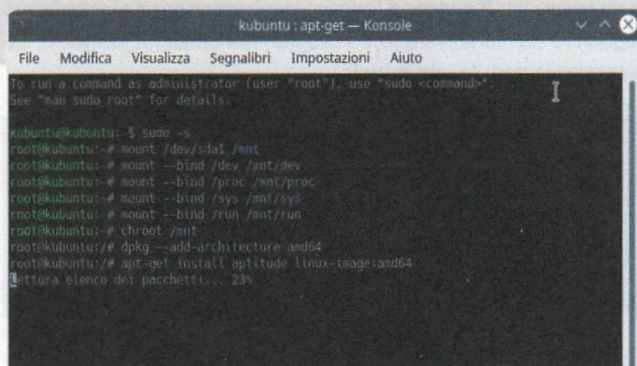 kubuntu : apt-get — Konsole
File Modifica Visualizza Segnalibri Impostazioni Aiuto
To run a command as administrator (user "root"), use "sudo <command>".
See "man sudo_root" for details.
kubuntu@kubuntu:~$ sudo -s
root@kubuntu:~# mount /dev/sda1 /mnt
root@kubuntu:~# mount --bind /dev /mnt/dev
root@kubuntu:~# mount --bind /proc /mnt/proc
root@kubuntu:~# mount --bind /sys /mnt/sys
root@kubuntu:~# mount --bind /run /mnt/run
root@kubuntu:~# chroot /mnt
root@kubuntu:/# dpkg --add-architecture amd64
root@kubuntu:/# apt-get install aptitude linux-image:amd64
Lettura elenco dei pacchetti... 23%